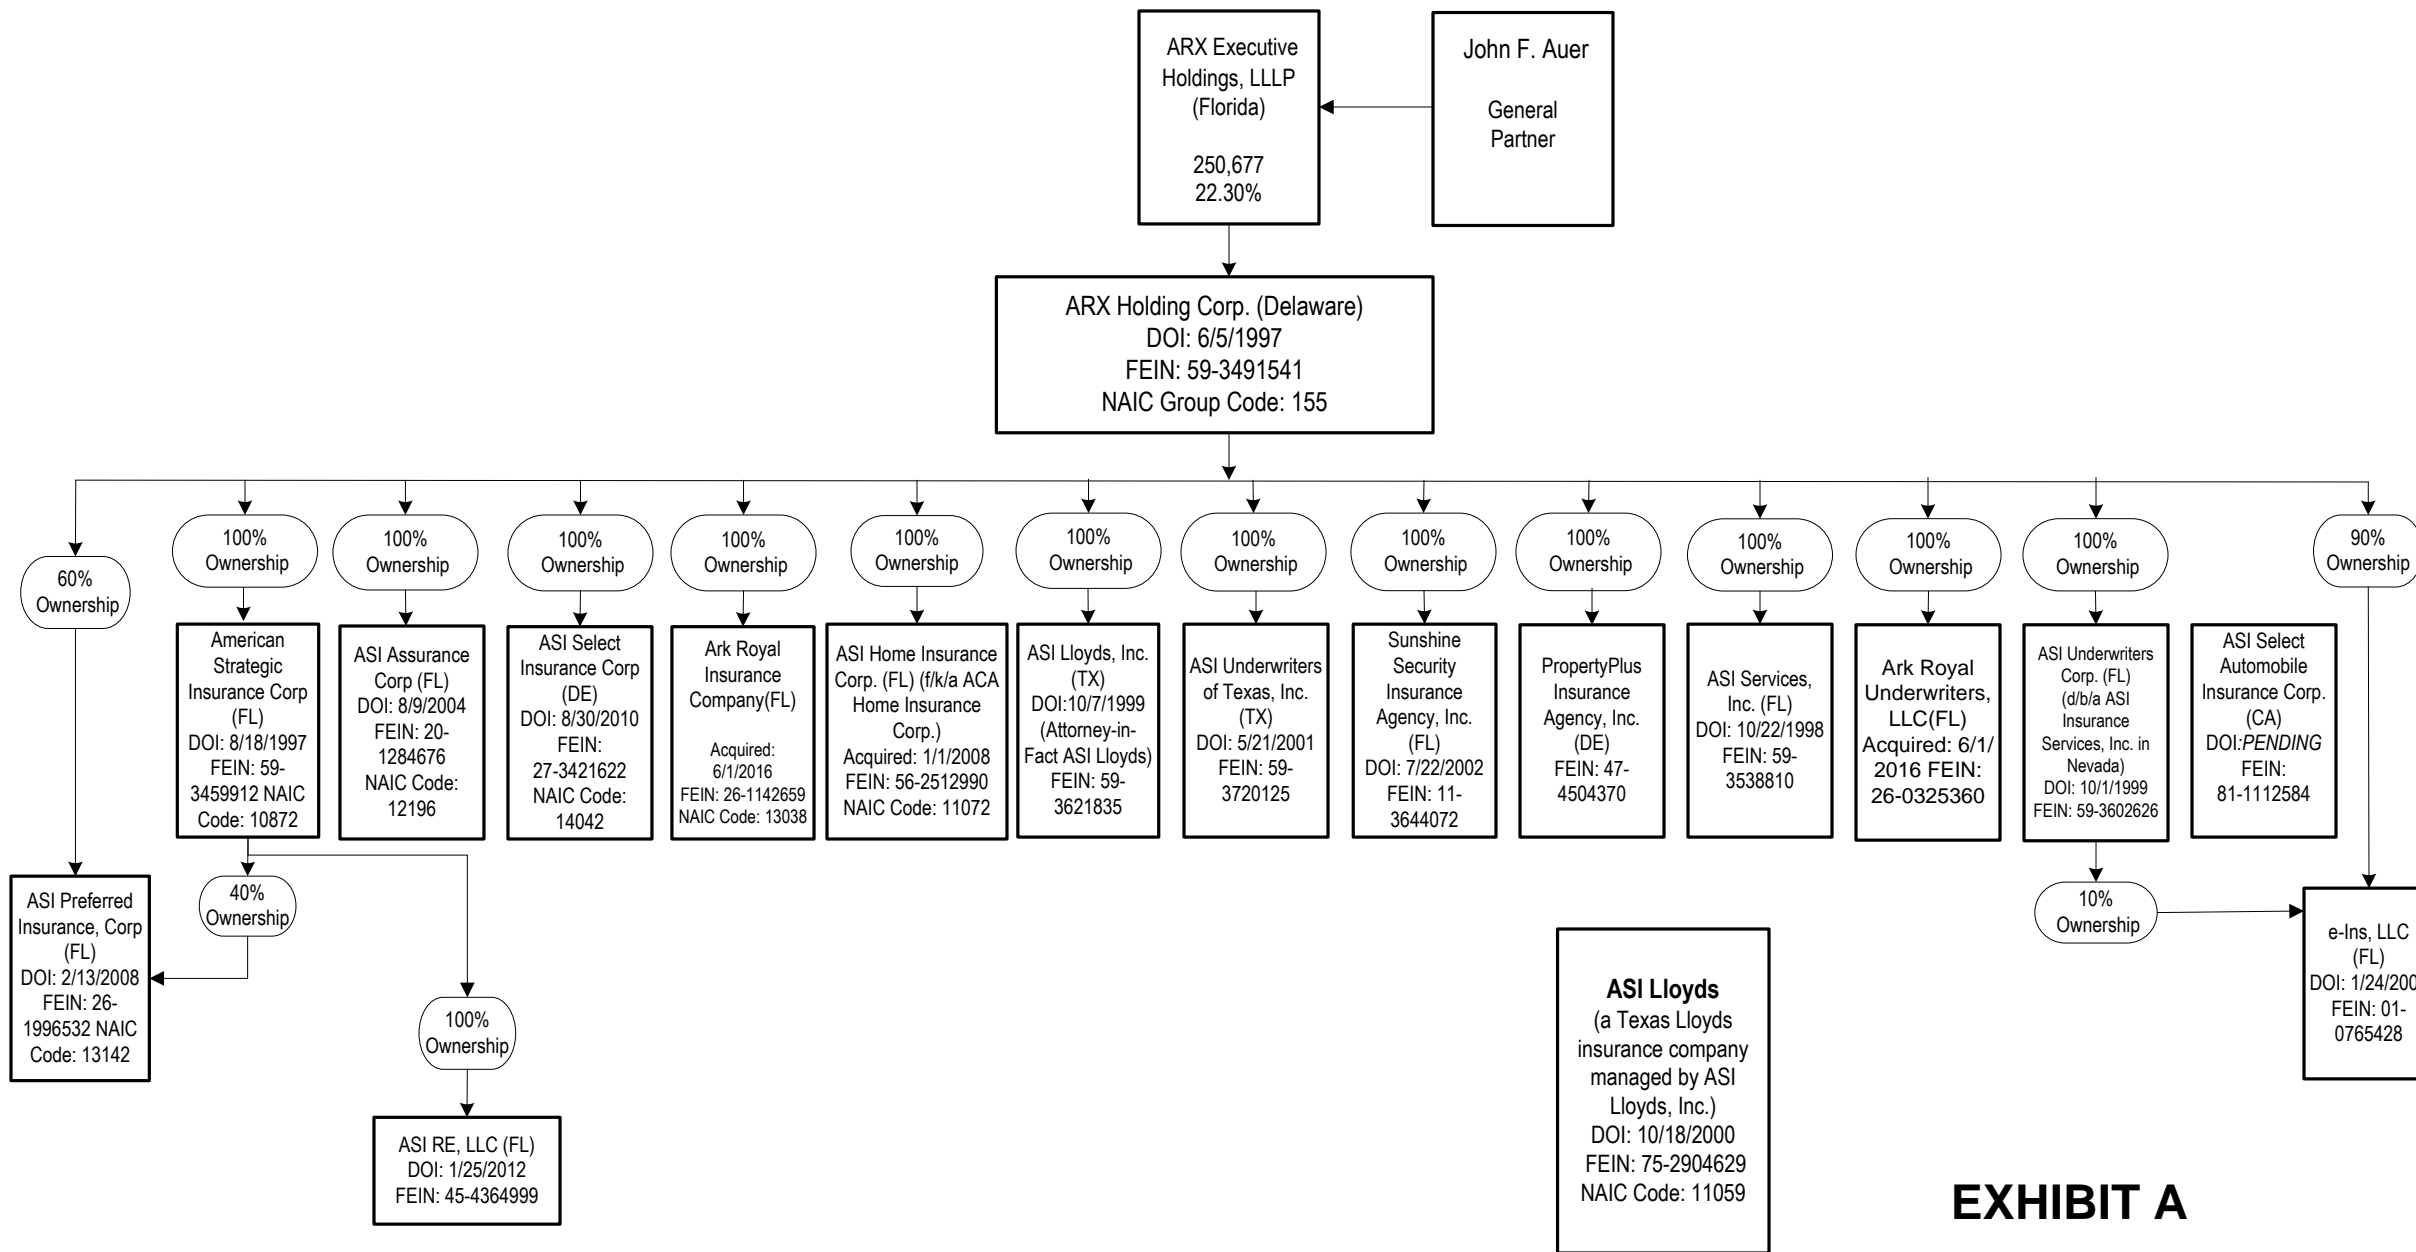 ARX Executive
Holdings, LLLP
(Florida)
250,677
22.30%
John F. Auer
General
Partner
ARX Holding Corp. (Delaware)
DOI: 6/5/1997
FEIN: 59-3491541
NAIC Group Code: 155
60%
Ownership
100%
Ownership
100%
Ownership
100%
Ownership
100%
Ownership
100%
Ownership
100%
Ownership
100%
Ownership
100%
Ownership
100%
Ownership
100%
Ownership
100%
Ownership
100%
Ownership
90%
Ownership
American
Strategic
Insurance Corp
(FL)
DOI: 8/18/1997
FEIN: 59-
3459912 NAIC
Code: 10872
ASI Assurance
Corp (FL)
DOI: 8/9/2004
FEIN: 20-
1284676
NAIC Code:
12196
ASI Select
Insurance Corp
(DE)
DOI: 8/30/2010
FEIN:
27-3421622
NAIC Code:
14042
Ark Royal
Insurance
Company(FL)
Acquired:
6/1/2016
FEIN: 26-1142659
NAIC Code: 13038
ASI Home Insurance
Corp. (FL) (f/k/a ACA
Home Insurance
Corp.)
Acquired: 1/1/2008
FEIN: 56-2512990
NAIC Code: 11072
ASI Lloyds, Inc.
(TX)
DOI:10/7/1999
(Attorney-in-
Fact ASI Lloyds)
FEIN: 59-
3621835
ASI Underwriters
of Texas, Inc.
(TX)
DOI: 5/21/2001
FEIN: 59-
3720125
Sunshine
Security
Insurance
Agency, Inc.
(FL)
DOI: 7/22/2002
FEIN: 11-
3644072
PropertyPlus
Insurance
Agency, Inc.
(DE)
FEIN: 47-
4504370
ASI Services,
Inc. (FL)
DOI: 10/22/1998
FEIN: 59-
3538810
Ark Royal
Underwriters,
LLC(FL)
Acquired: 6/1/
2016 FEIN:
26-0325360
ASI Underwriters
Corp. (FL)
(d/b/a ASI
Insurance
Services, Inc. in
Nevada)
DOI: 10/1/1999
FEIN: 59-3602626
ASI Select
Automobile
Insurance Corp.
(CA)
DOI:PENDING
FEIN:
81-1112584
ASI Preferred
Insurance, Corp
(FL)
DOI: 2/13/2008
FEIN: 26-
1996532 NAIC
Code: 13142
40%
Ownership
100%
Ownership
ASI RE, LLC (FL)
DOI: 1/25/2012
FEIN: 45-4364999
10%
Ownership
e-Ins, LLC
(FL)
DOI:
FEIN: 01-
0765428
ASI Lloyds
(a Texas Lloyds
insurance company
managed by ASI
Lloyds, Inc.)
DOI: 10/18/2000
FEIN: 75-2904629
NAIC Code: 11059
EXHIBIT A